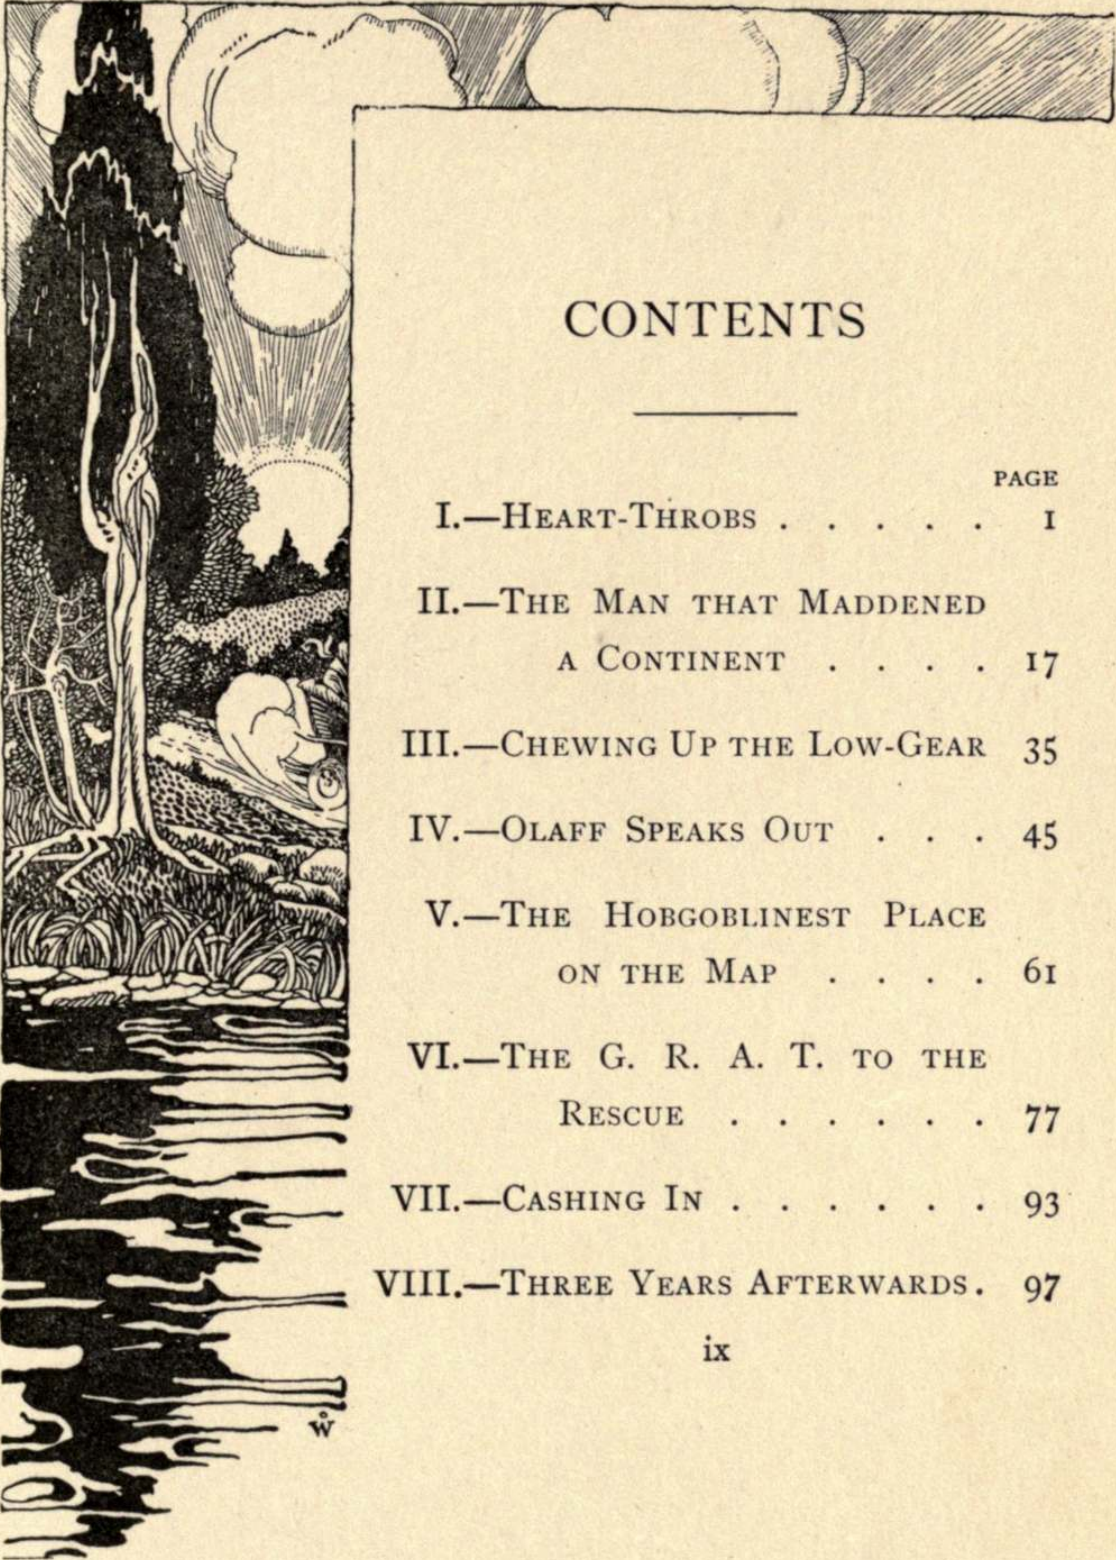 CONTENTS
PAGE
I.—HEART-THROBS . . . . . 1
II.—THE MAN THAT MADDENED
A CONTINENT . . . . 17
III.—CHEWING UP THE LOW-GEAR 35
IV.—OLAFF SPEAKS OUT . . . 45
V.—THE HOBGOBLINEST PLACE
ON THE MAP . . . . 61
VI.—THE G. R. A. T. TO THE
RESCUE . . . . . . 77
VII.—CASHING IN . . . . . . 93
VIII.—THREE YEARS AFTERWARDS . 97
ix